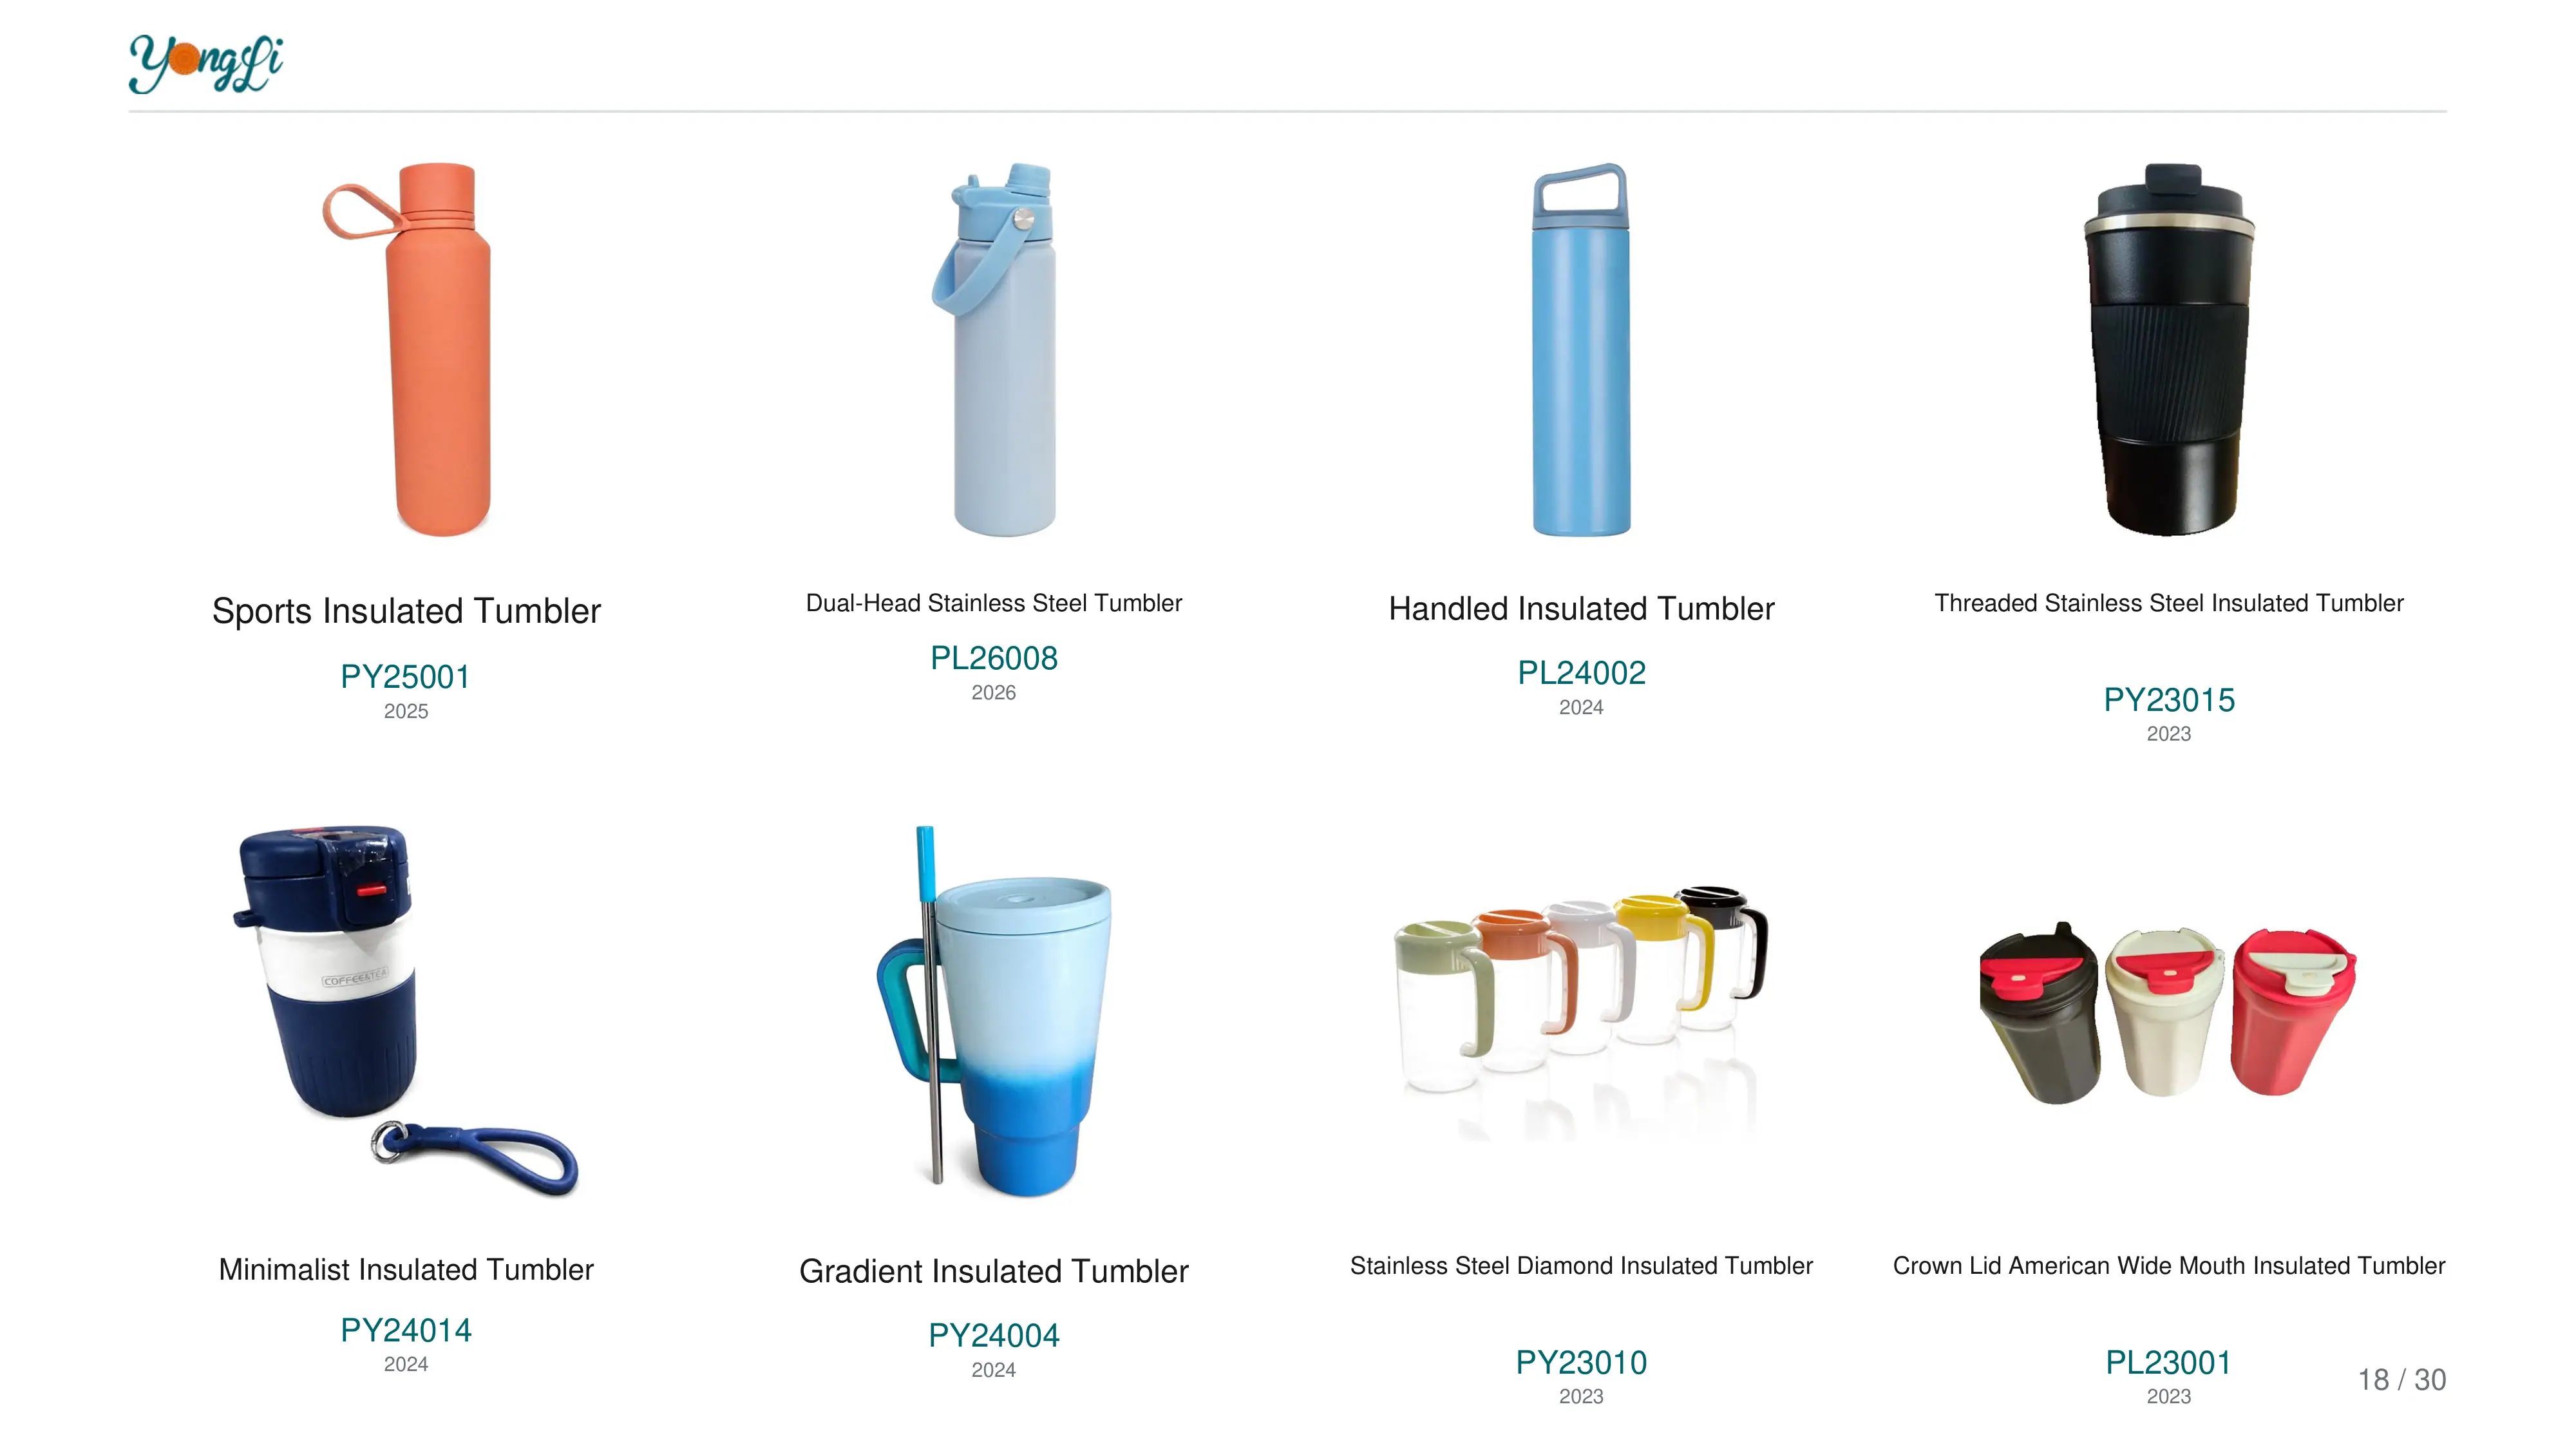 YongLi
Sports Insulated Tumbler
PY25001
2025
Dual-Head Stainless Steel Tumbler
PL26008
2026
Handled Insulated Tumbler
PL24002
2024
Threaded Stainless Steel Insulated Tumbler
PY23015
2023
COFFEE&TEA
Minimalist Insulated Tumbler
PY24014
2024
Gradient Insulated Tumbler
PY24004
2024
Stainless Steel Diamond Insulated Tumbler
PY23010
2023
Crown Lid American Wide Mouth Insulated Tumbler
PL23001
2023
18 / 30